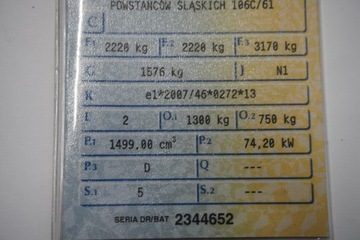 POWSTAŃCÓW ŚLĄSKICH 106C/61
C
F.1 2220 kg F.2 2220 kg F.3 3170 kg
G 1576 kg J N1
K e1*2007/46*0272*13
L 2 O.1 1300 kg O.2 750 kg
P.1 1499,00 cm³ P.2 74,20 kW
P.3 D Q ---
S.1 5 S.2 ---
SERIA DR/BAT 2344652